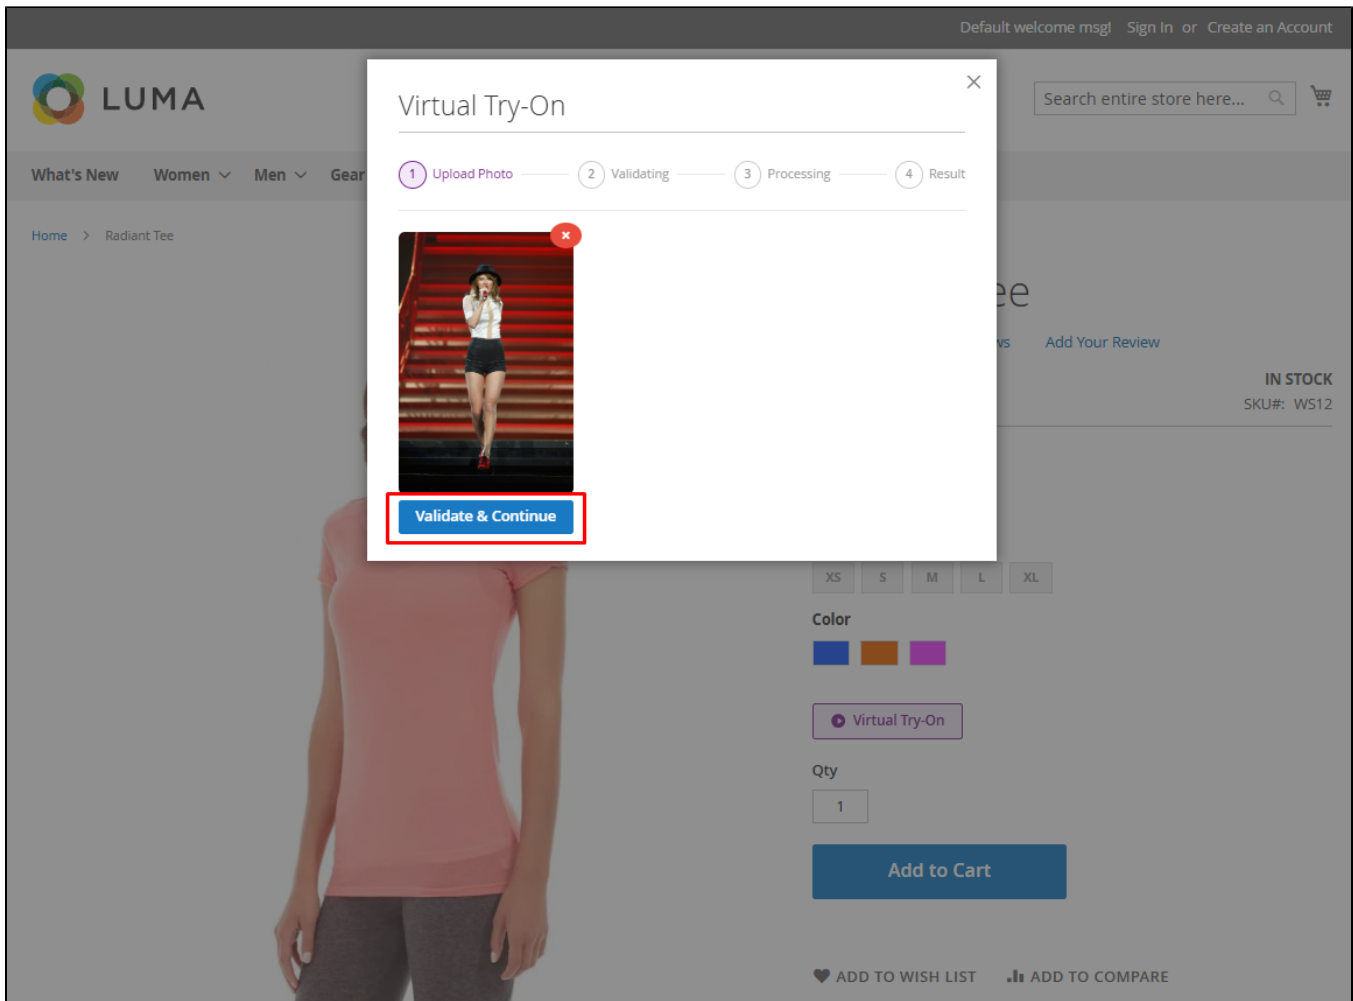 Default welcome msg! Sign In or Create an Account
LUMA
Search entire store here...
What's New Women Men Gear
Home > Radiant Tee
Virtual Try-On
1 Upload Photo 2 Validating 3 Processing 4 Result
Validate & Continue
ee
ws Add Your Review
IN STOCK
SKU#: WS12
XS S M L XL
Color
Virtual Try-On
Qty
1
Add to Cart
ADD TO WISH LIST ADD TO COMPARE